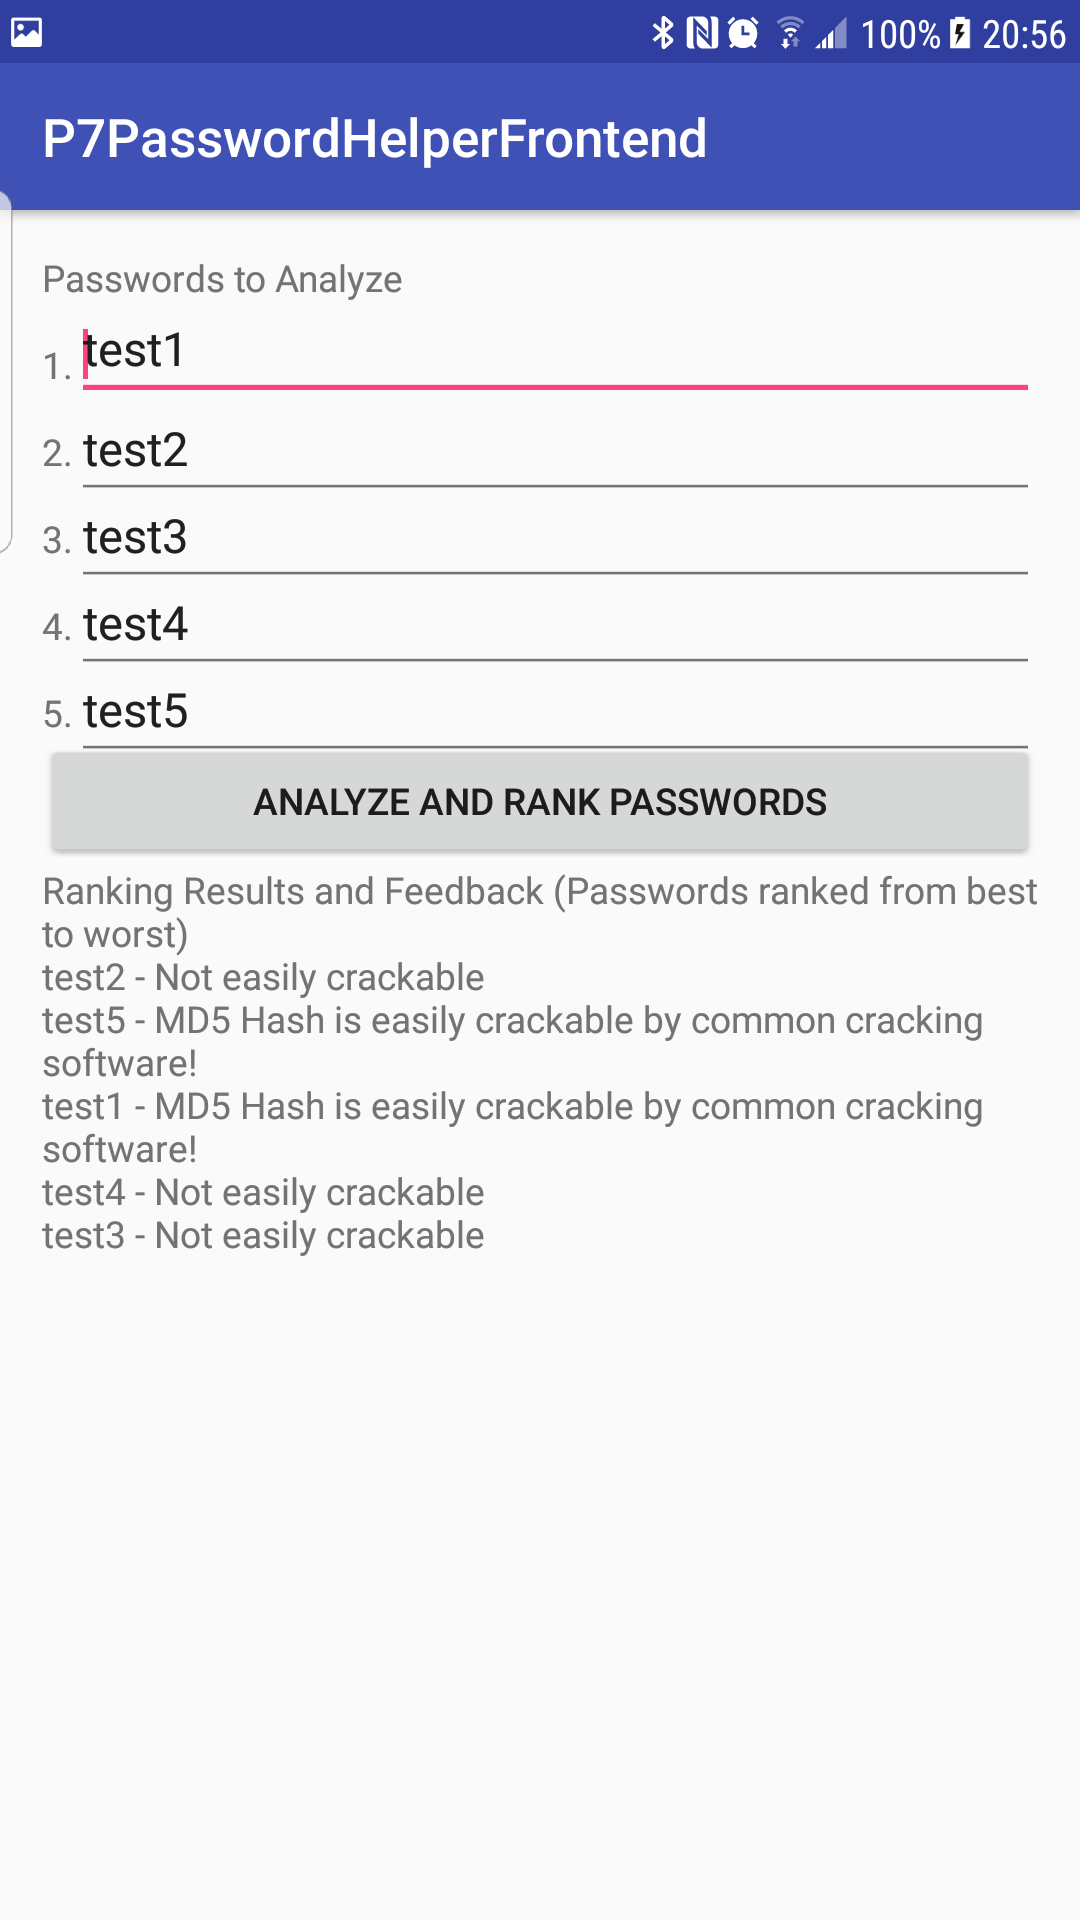 100% 20:56
P7PasswordHelperFrontend
Passwords to Analyze
1. test1
2. test2
3. test3
4. test4
5. test5
ANALYZE AND RANK PASSWORDS
Ranking Results and Feedback (Passwords ranked from best
to worst)
test2 - Not easily crackable
test5 - MD5 Hash is easily crackable by common cracking
software!
test1 - MD5 Hash is easily crackable by common cracking
software!
test4 - Not easily crackable
test3 - Not easily crackable